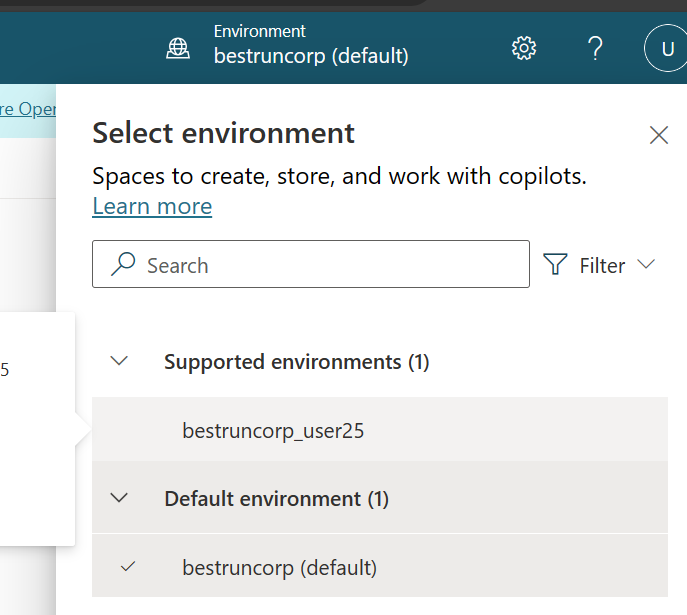 Environment
bestruncorp (default)
?
U
re Oper
Select environment
Spaces to create, store, and work with copilots.
Learn more
Search
Filter
5
Supported environments (1)
bestruncorp_user25
Default environment (1)
bestruncorp (default)